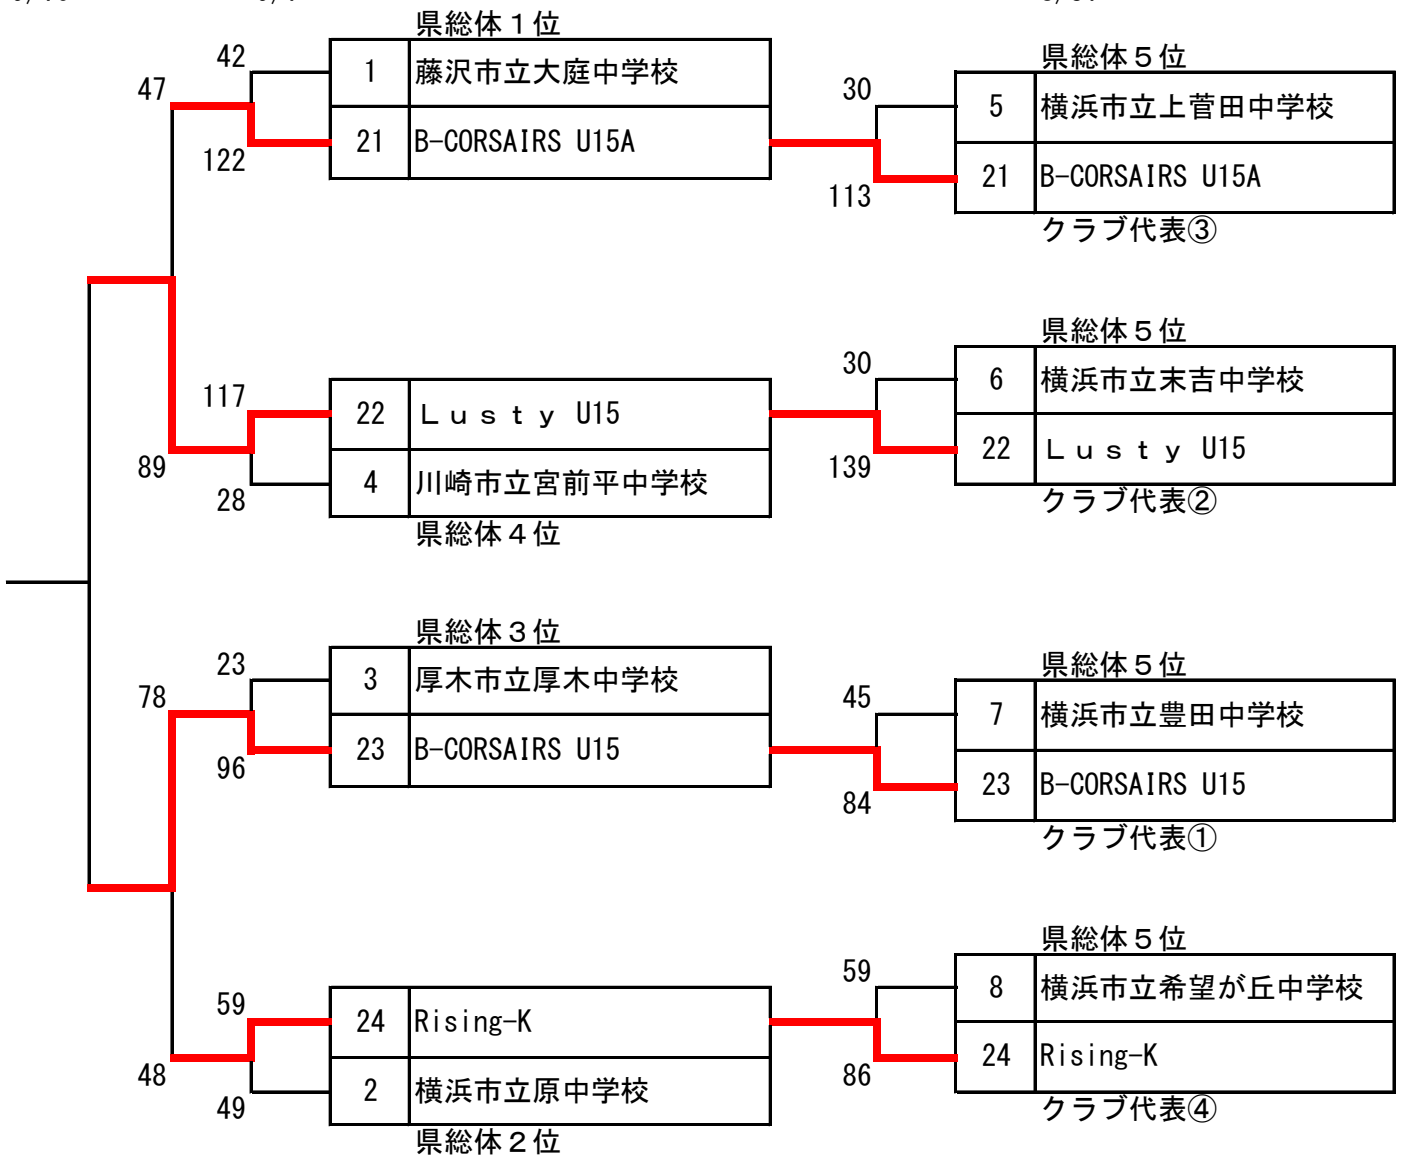 県総体１位
1 藤沢市立大庭中学校
21 B-CORSAIRS U15A
42
47
122
県総体５位
5 横浜市立上菅田中学校
21 B-CORSAIRS U15A
クラブ代表③
30
113
22 Ｌｕｓｔｙ U15
4 川崎市立宮前平中学校
県総体４位
117
89
28
県総体５位
6 横浜市立末吉中学校
22 Ｌｕｓｔｙ U15
クラブ代表②
30
139
県総体３位
3 厚木市立厚木中学校
23 B-CORSAIRS U15
23
78
96
県総体５位
7 横浜市立豊田中学校
23 B-CORSAIRS U15
クラブ代表①
45
84
24 Rising-K
2 横浜市立原中学校
県総体２位
59
48
49
県総体５位
8 横浜市立希望が丘中学校
24 Rising-K
クラブ代表④
59
86